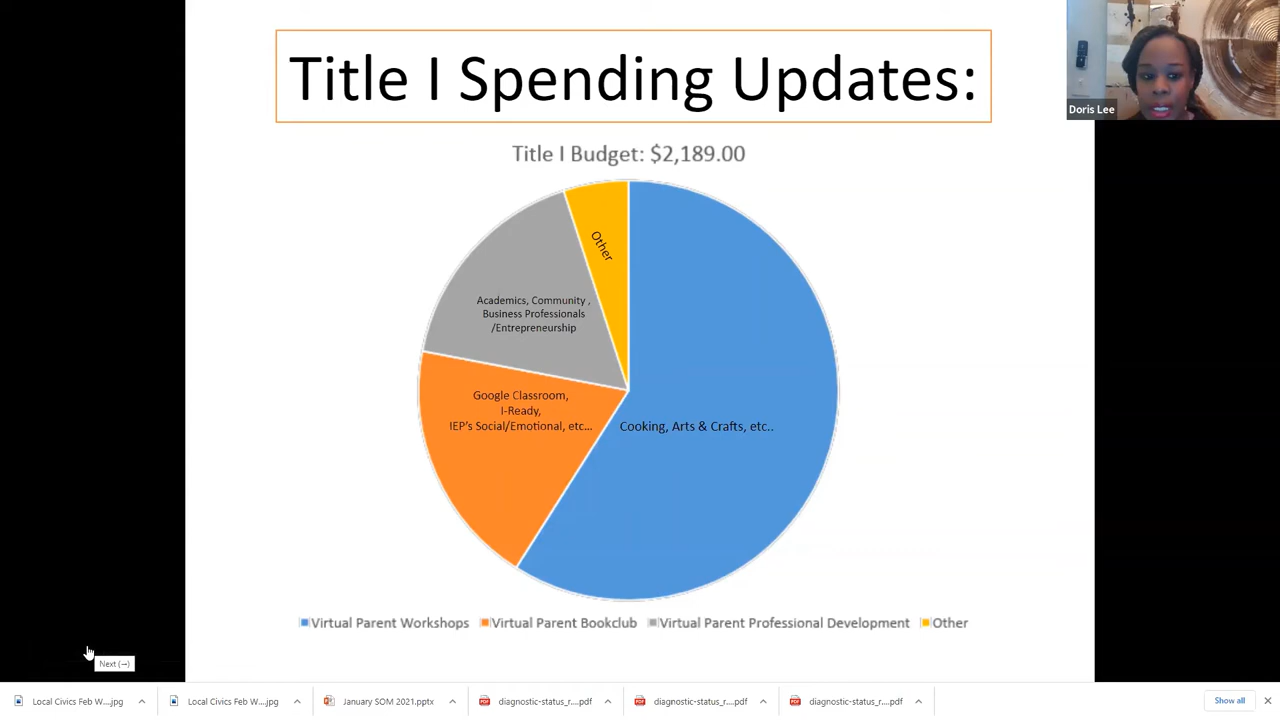 Title I Spending Updates:
Doris Lee
Title I Budget: $2,189.00
Other
Academics, Community ,
Business Professionals
/Entrepreneurship
Google Classroom,
I-Ready,
IEP's Social/Emotional, etc...
Cooking, Arts & Crafts, etc..
Virtual Parent Workshops Virtual Parent Bookclub Virtual Parent Professional Development Other
Next (→)
Local Civics Feb W....jpg Local Civics Feb W....jpg January SOM 2021.pptx diagnostic-status_r....pdf diagnostic-status_r....pdf diagnostic-status_r....pdf Show all